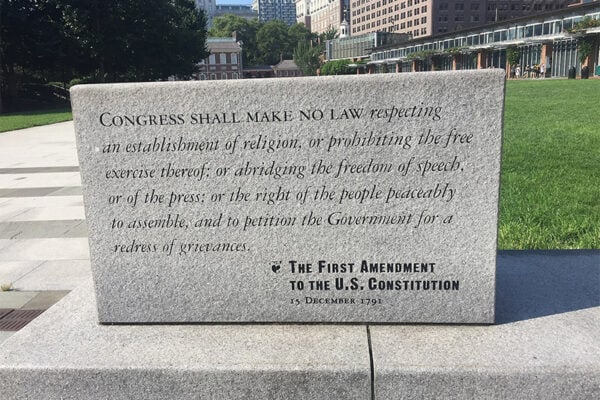 CONGRESS SHALL MAKE NO LAW respecting
an establishment of religion, or prohibiting the free
exercise thereof; or abridging the freedom of speech,
or of the press; or the right of the people peaceably
to assemble, and to petition the Government for a
redress of grievances.
THE FIRST AMENDMENT
TO THE U.S. CONSTITUTION
15 DECEMBER 1791